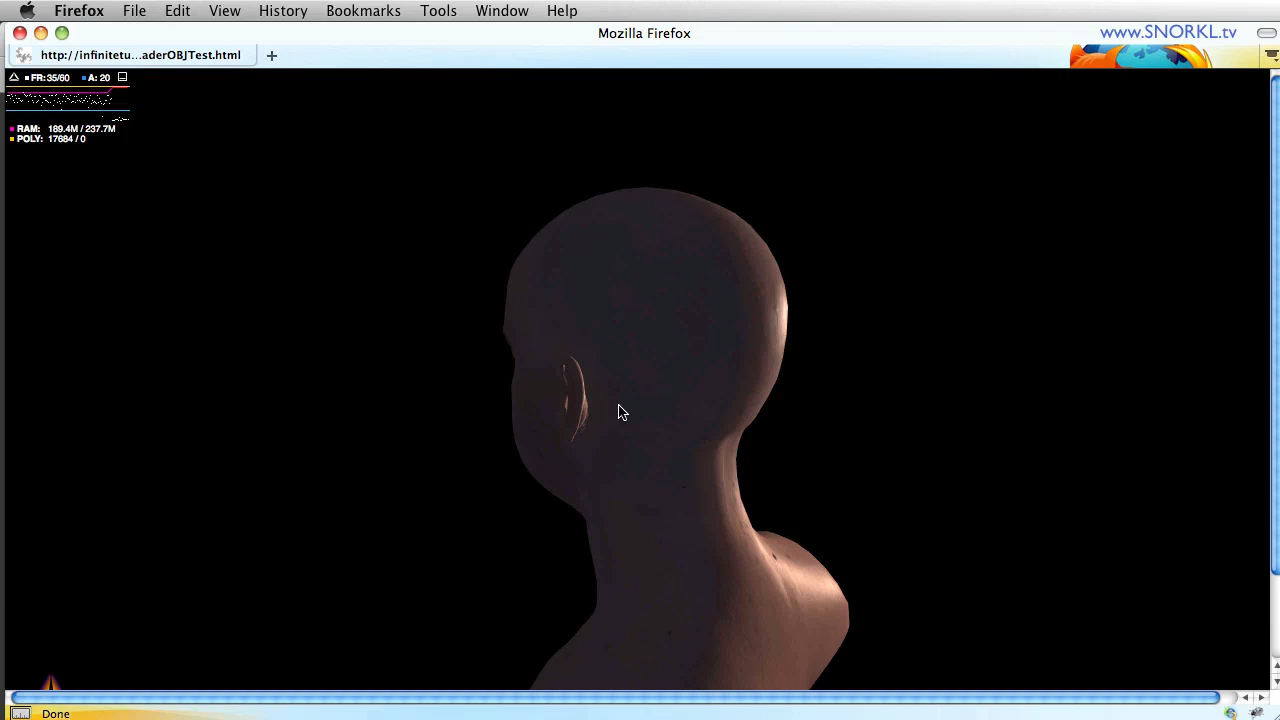 Firefox File Edit View History Bookmarks Tools Window Help
Mozilla Firefox
www.SNORKL.tv
http://infinitetu...aderOBJTest.html
FR: 35/60 A: 20
RAM: 189.4M / 237.7M
POLY: 17684 / 0
Done